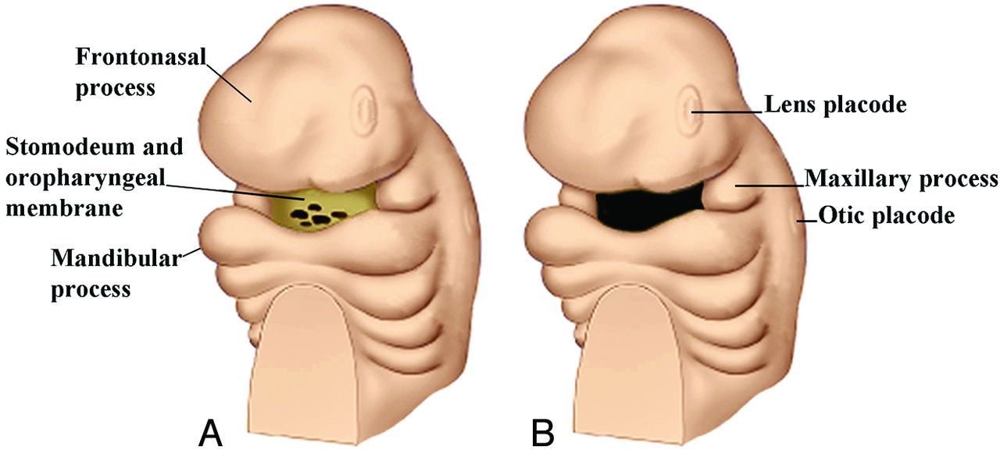 Frontonasal
process
Stomodeum and
oropharyngeal
membrane
Mandibular
process
A
Lens placode
Maxillary process
Otic placode
B